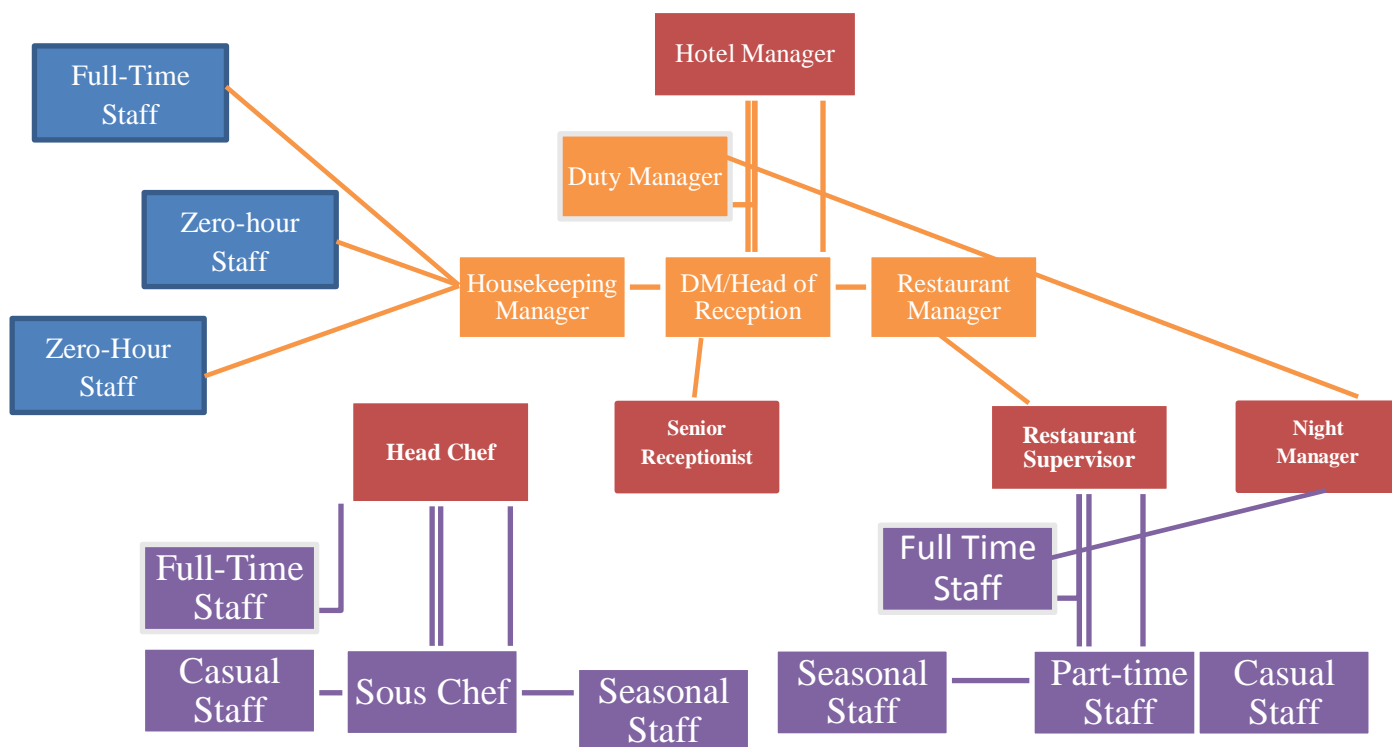 Hotel Manager
Full-Time
Staff
Duty Manager
Zero-hour
Staff
Housekeeping
Manager
DM/Head of
Reception
Restaurant
Manager
Zero-Hour
Staff
Head Chef
Senior
Receptionist
Restaurant
Supervisor
Night
Manager
Full-Time
Staff
Full Time
Staff
Casual
Staff
Sous Chef
Seasonal
Staff
Seasonal
Staff
Part-time
Staff
Casual
Staff